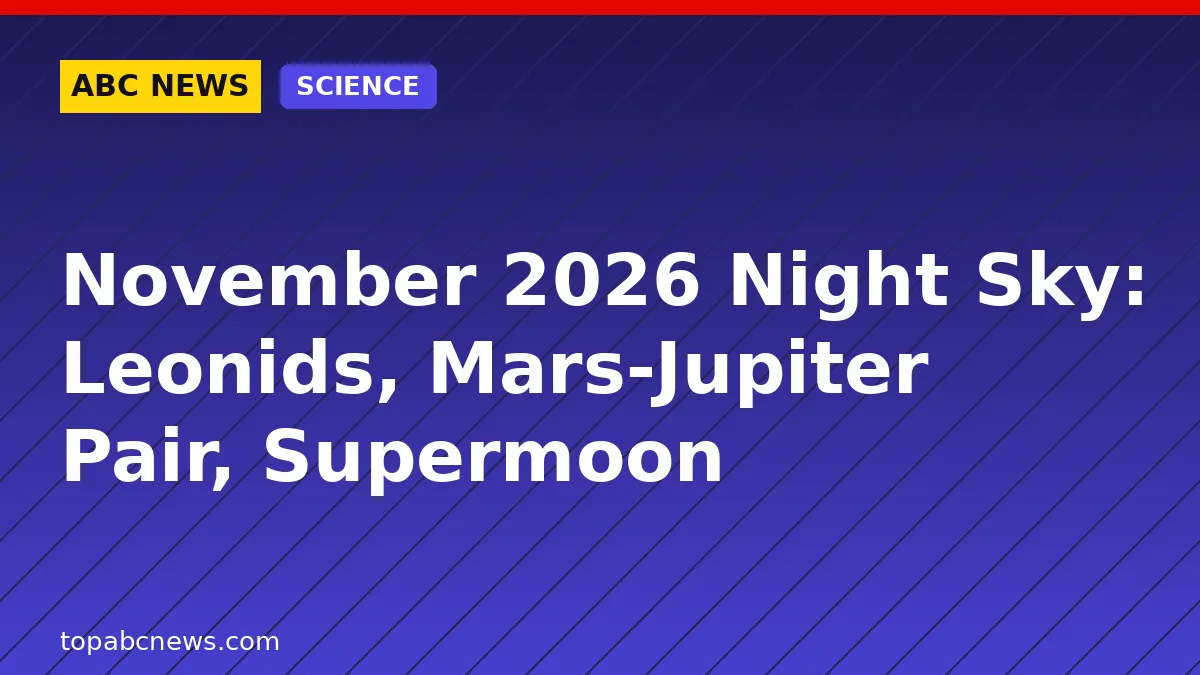 ABC NEWS
SCIENCE
November 2026 Night Sky:
Leonids, Mars-Jupiter
Pair, Supermoon
topabcnews.com